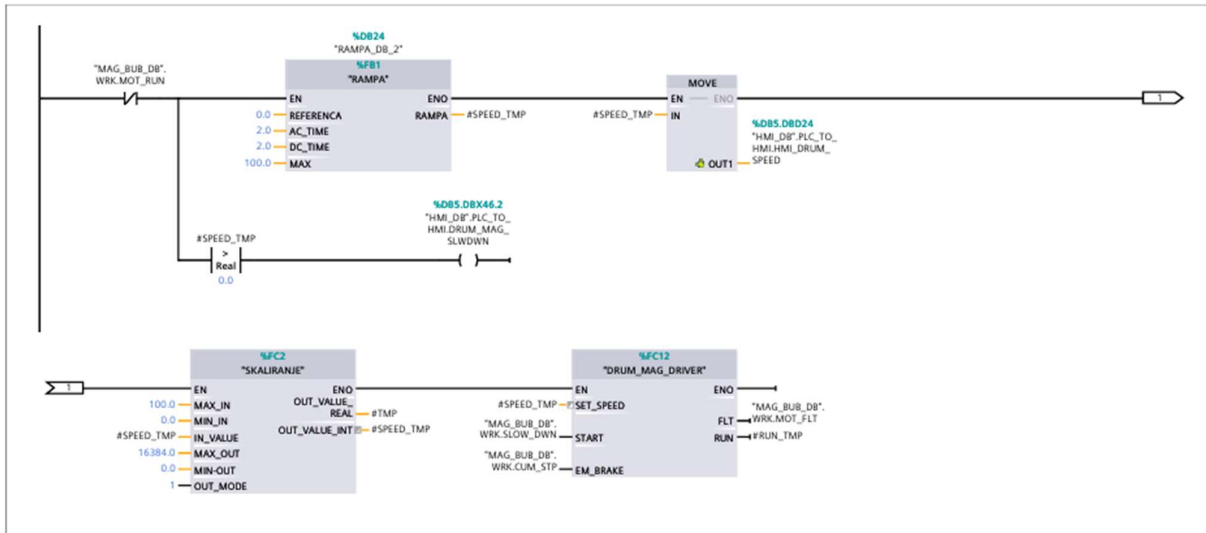 %DB24
"RAMPA_DB_2"
"MAG_BUB_DB".
WRK.MOT_RUN
%FB1
"RAMPA"
EN
ENO
0.0
REFERENCA
RAMPA
#SPEED_TMP
2.0
AC_TIME
2.0
DC_TIME
100.0
MAX
MOVE
EN
ENO
#SPEED_TMP
IN
OUT1
%DB5.DBD24
"HMI_DB".PLC_TO_
HMI.HMI_DRUM_
SPEED
1
#SPEED_TMP
>
Real
0.0
%DB5.DBX46.2
"HMI_DB".PLC_TO_
HMI.DRUM_MAG_
SLWDWN
1
%FC2
"SKALIRANJE"
EN
ENO
100.0
MAX_IN
OUT_VALUE_
REAL
#TMP
0.0
MIN_IN
OUT_VALUE_INT
#SPEED_TMP
#SPEED_TMP
IN_VALUE
16384.0
MAX_OUT
0.0
MIN-OUT
1
OUT_MODE
%FC12
"DRUM_MAG_DRIVER"
EN
ENO
#SPEED_TMP
SET_SPEED
"MAG_BUB_DB".
WRK.SLOW_DWN
START
"MAG_BUB_DB".
WRK.CUM_STP
EM_BRAKE
FLT
"MAG_BUB_DB".
WRK.MOT_FLT
RUN
#RUN_TMP